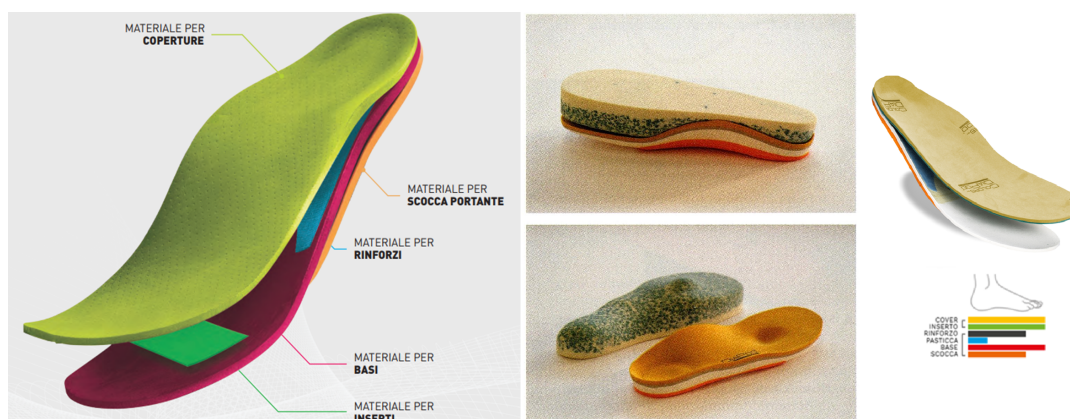 MATERIALE PER
COPERTURE
MATERIALE PER
SCOCCA PORTANTE
MATERIALE PER
RINFORZI
MATERIALE PER
BASI
MATERIALE PER
INSERTI
COVER
INSERTO
RINFORZO
PASTICCA
BASE
SCOCCA